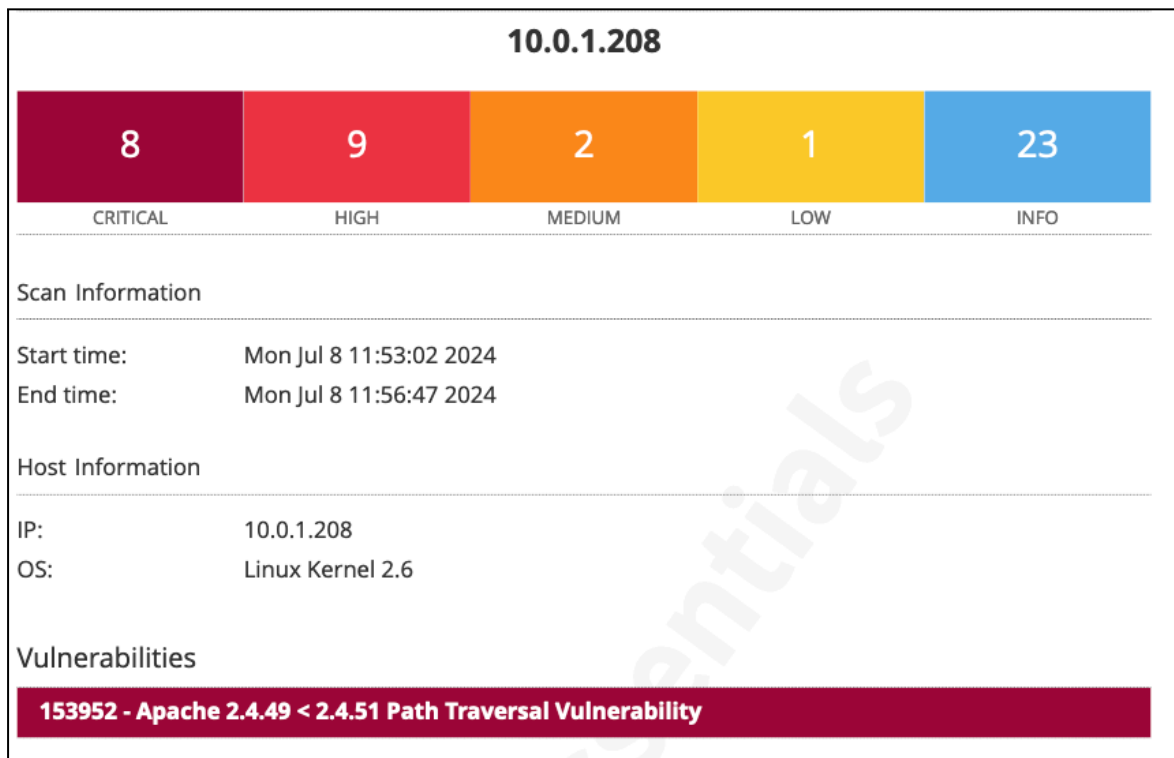 10.0.1.208
8 9 2 1 23
CRITICAL HIGH MEDIUM LOW INFO
Scan Information
Start time: Mon Jul 8 11:53:02 2024
End time: Mon Jul 8 11:56:47 2024
Host Information
IP: 10.0.1.208
OS: Linux Kernel 2.6
Vulnerabilities
153952 - Apache 2.4.49 < 2.4.51 Path Traversal Vulnerability
ssentials